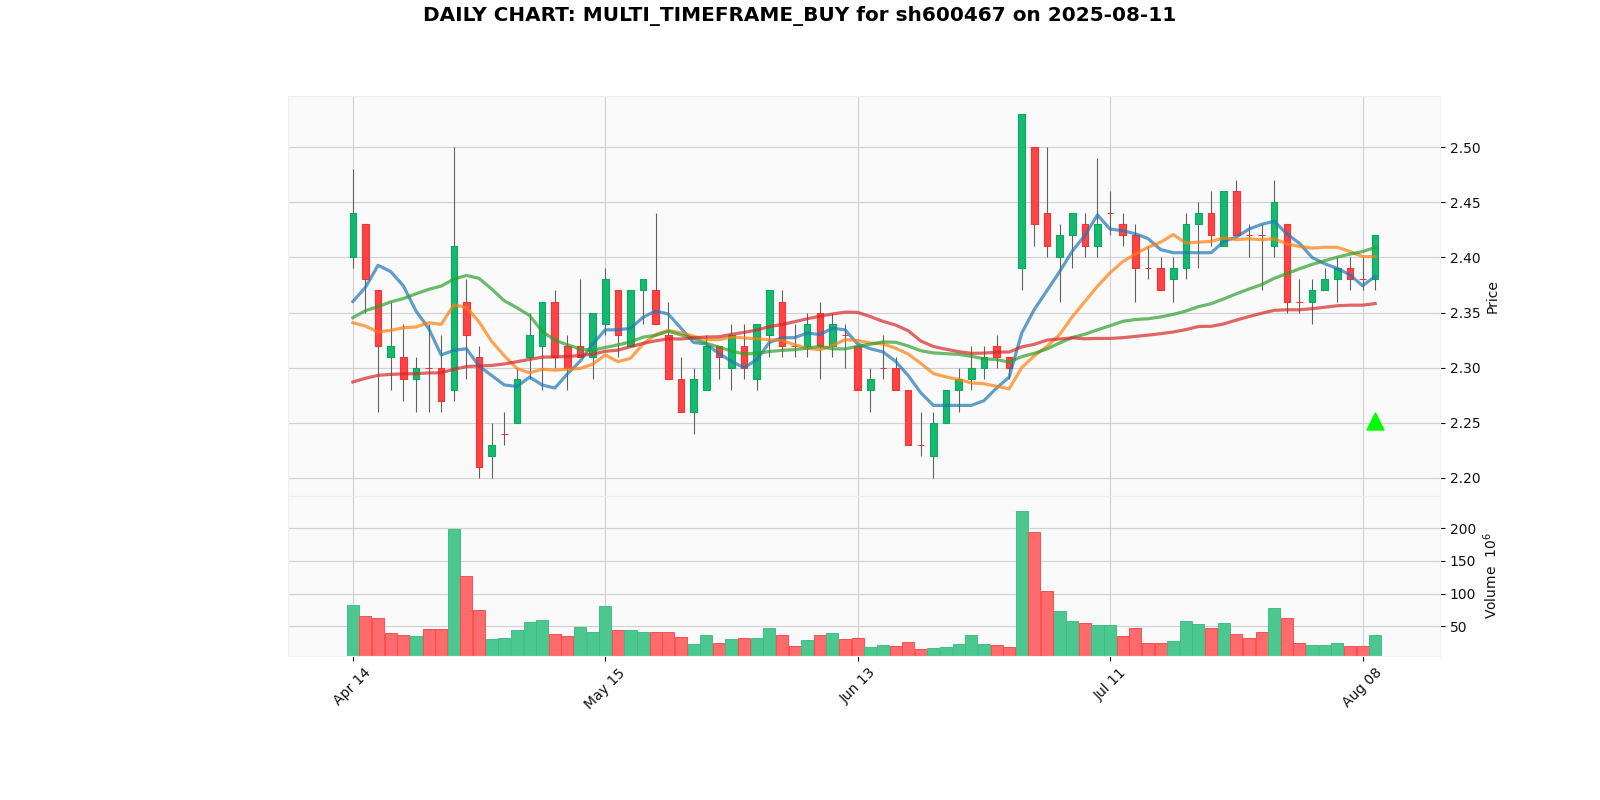 DAILY CHART: MULTI_TIMEFRAME_BUY for sh600467 on 2025-08-11
2.50
2.45
2.40
2.35
2.30
2.25
2.20
Price
200
150
100
50
Volume 10⁶
Apr 14
May 15
Jun 13
Jul 11
Aug 08